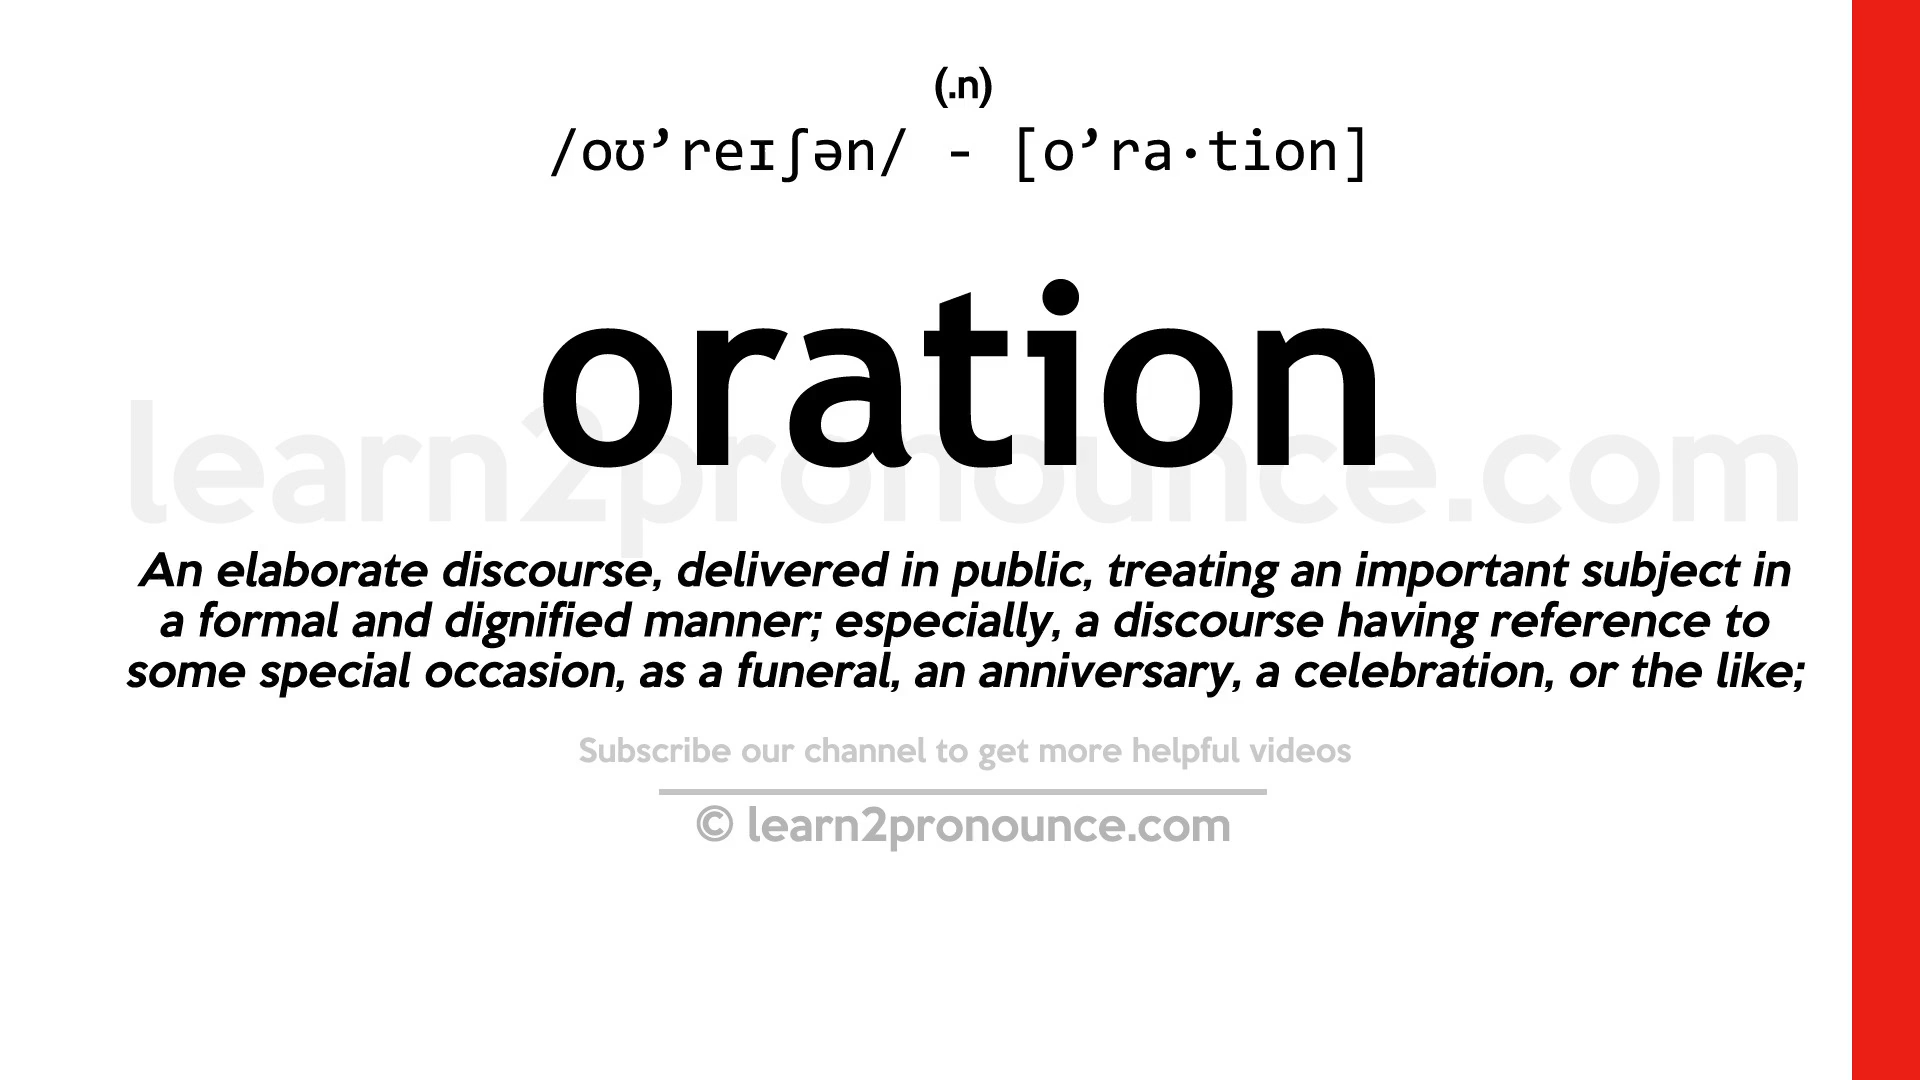 (.n)
/oʊ’reɪʃən/ - [o’ra·tion]
oration
learn2pronounce.com
An elaborate discourse, delivered in public, treating an important subject in
a formal and dignified manner; especially, a discourse having reference to
some special occasion, as a funeral, an anniversary, a celebration, or the like;
Subscribe our channel to get more helpful videos
© learn2pronounce.com